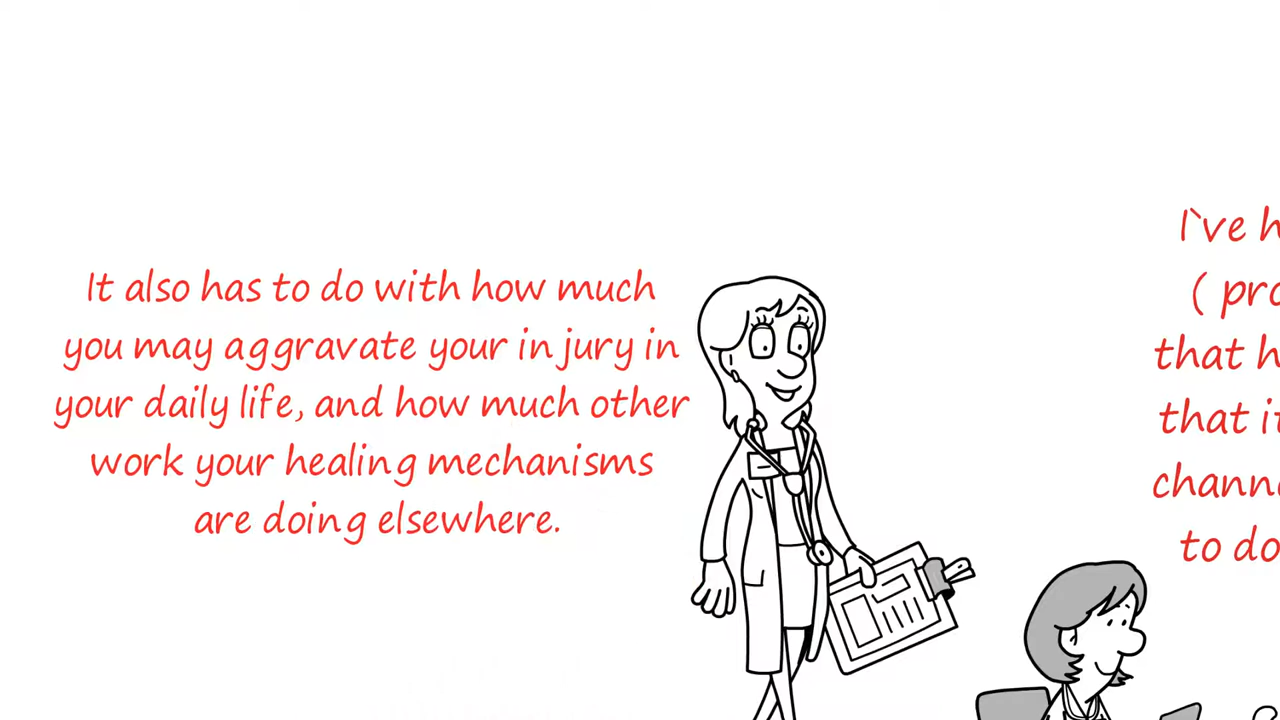 It also has to do with how much
you may aggravate your injury in
your daily life, and how much other
work your healing mechanisms
are doing elsewhere.
I`ve
(
that
that
to do